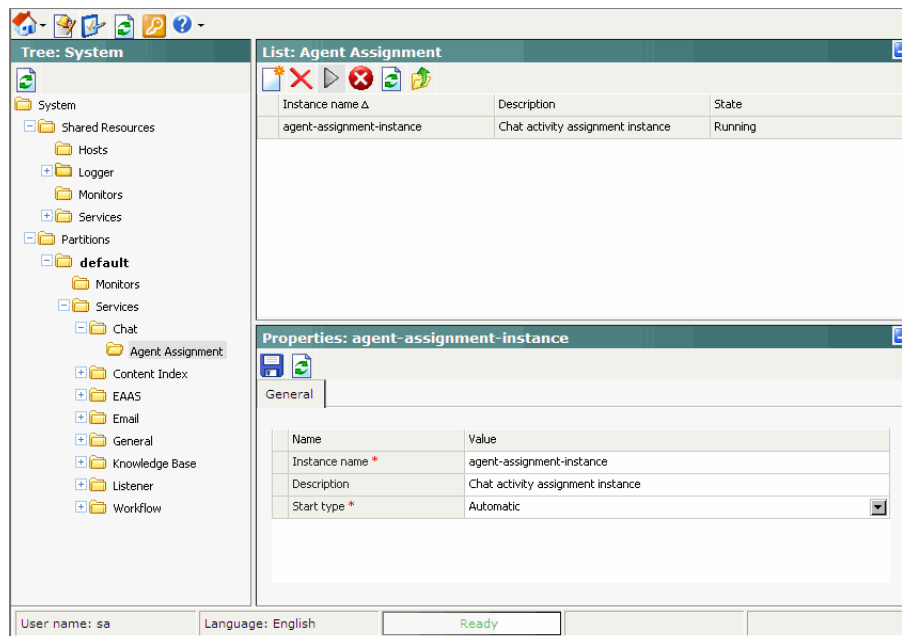 Tree: System
System
Shared Resources
Hosts
Logger
Monitors
Services
Partitions
default
Monitors
Services
Chat
Agent Assignment
Content Index
EAAS
Email
General
Knowledge Base
Listener
Workflow
List: Agent Assignment
Instance name Description State
agent-assignment-instance Chat activity assignment instance Running
Properties: agent-assignment-instance
General
Name Value
Instance name * agent-assignment-instance
Description Chat activity assignment instance
Start type * Automatic
User name: sa Language: English Ready